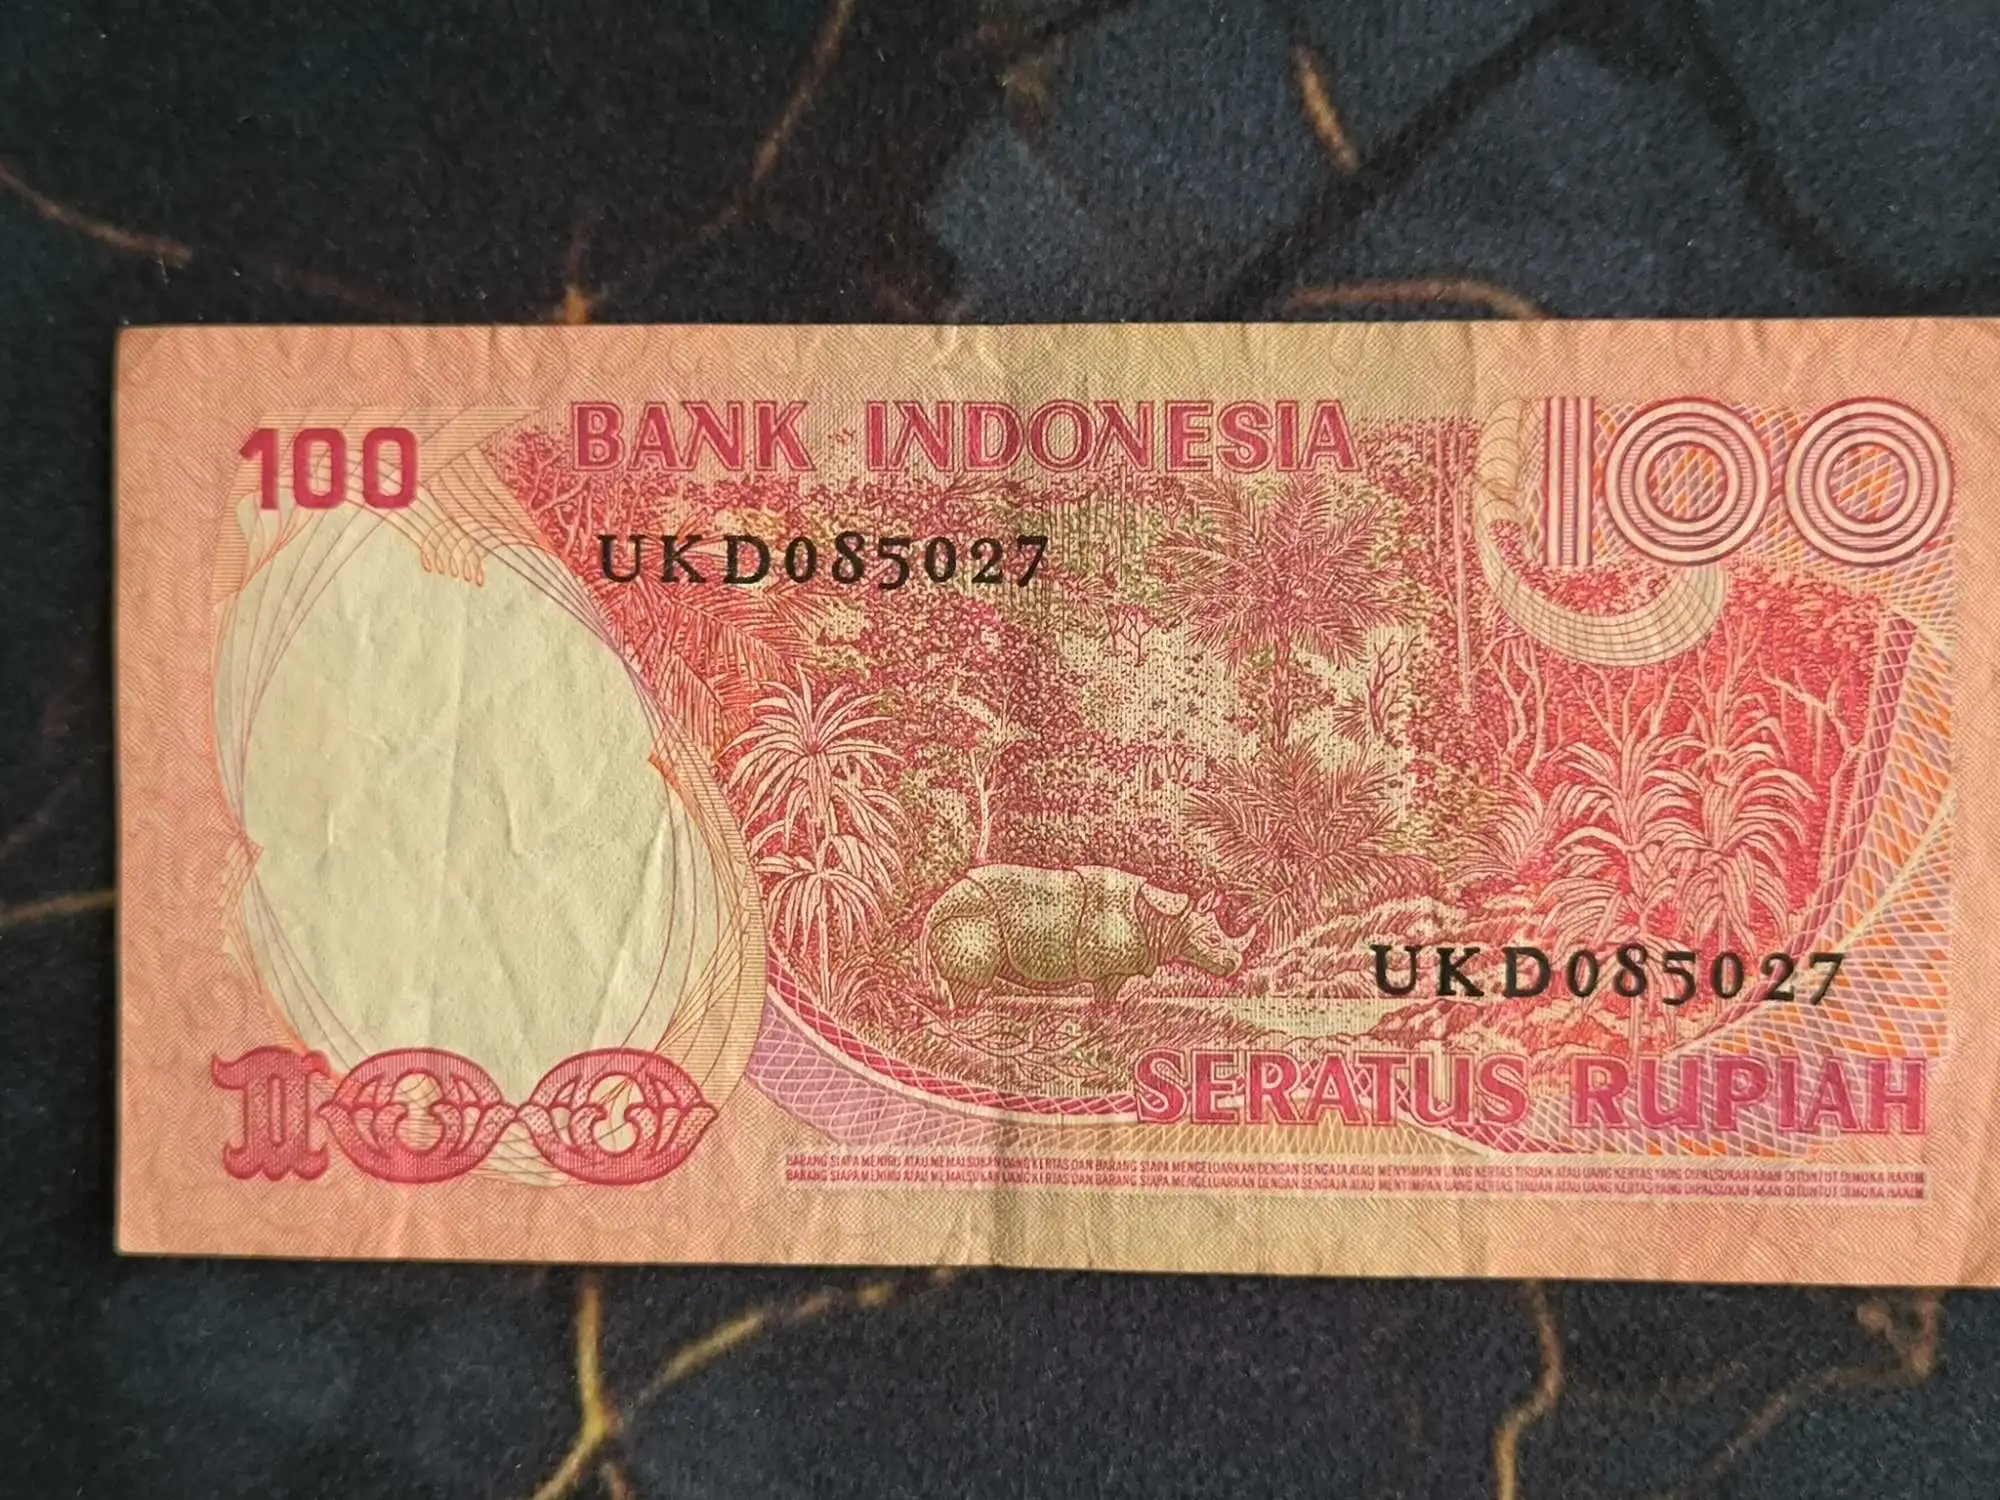 BANK INDONESIA
100
100
UKD085027
UKD085027
100
SERATUS RUPIAH
BARANG SIAPA MENIRU ATAU MEMALSUKAN UANG KERTAS DAN BARANG SIAPA MENGELUARKAN DENGAN SENGAJA ATAU MENYIMPAN UANG KERTAS TIRUAN ATAU UANG KERTAS YANG DIPALSUKAN AKAN DITUNTUT DIMUKA HAKIM
BARANG SIAPA MENIRU ATAU MEMALSUKAN UANG KERTAS DAN BARANG SIAPA MENGELUARKAN DENGAN SENGAJA ATAU MENYIMPAN UANG KERTAS TIRUAN ATAU UANG KERTAS YANG DIPALSUKAN AKAN DITUNTUT DIMUKA HAKIM